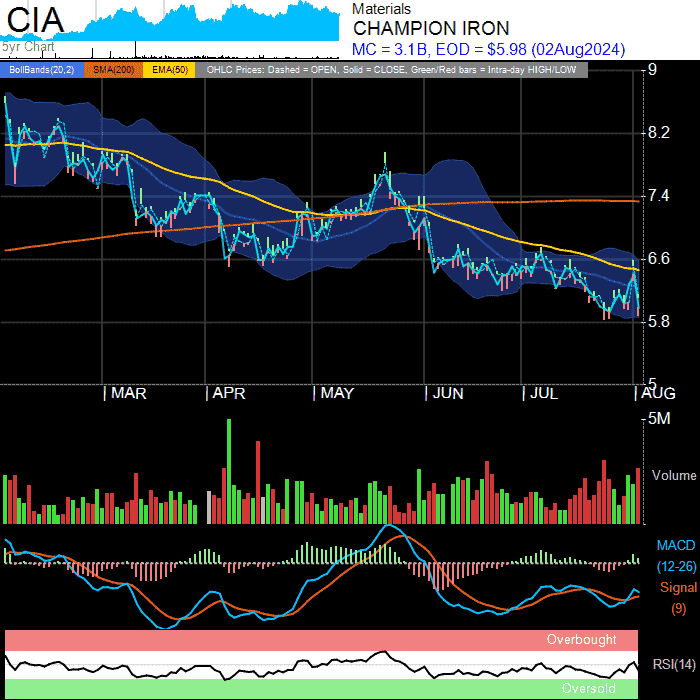 CIA
5yr Chart
Materials
CHAMPION IRON
MC = 3.1B, EOD = $5.98 (02Aug2024)
BollBands(20,2) SMA(200) EMA(50) OHLC Prices: Dashed = OPEN, Solid = CLOSE, Green/Red bars = Intra-day HIGH/LOW
9
8.2
7.4
6.6
5.8
5
MAR APR MAY JUN JUL AUG
5M
Volume
MACD
(12-26)
Signal
(9)
Overbought
RSI(14)
Oversold